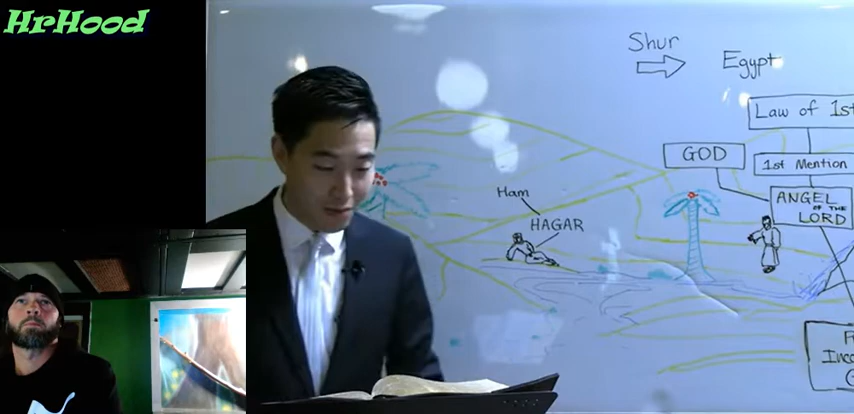 HrHood
Shur
Egypt
Law of 1st
GOD
1st Mention
Ham
HAGAR
ANGEL
OF THE
LORD